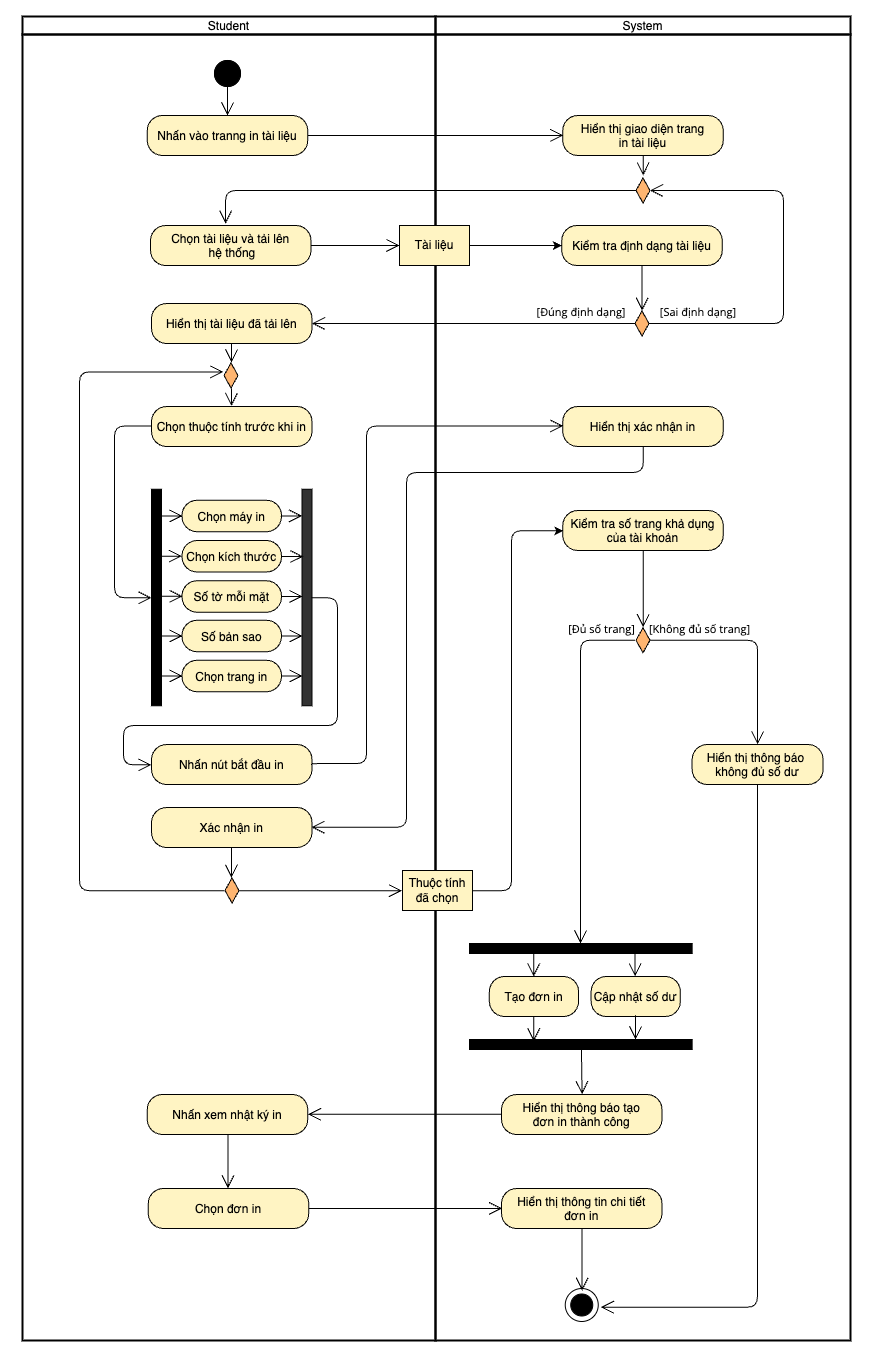 Student
System
Nhấn vào tranng in tài liệu
Hiển thị giao diện trang
in tài liệu
Chọn tài liệu và tải lên
hệ thống
Tài liệu
Kiểm tra định dạng tài liệu
[Đúng định dạng]
[Sai định dạng]
Hiển thị tài liệu đã tải lên
Chọn thuộc tính trước khi in
Hiển thị xác nhận in
Chọn máy in
Kiểm tra số trang khả dụng
của tài khoản
Chọn kích thước
Số tờ mỗi mặt
Số bản sao
[Đủ số trang]
[Không đủ số trang]
Chọn trang in
Nhấn nút bắt đầu in
Hiển thị thông báo
không đủ số dư
Xác nhận in
Thuộc tính
đã chọn
Tạo đơn in
Cập nhật số dư
Nhấn xem nhật ký in
Hiển thị thông báo tạo
đơn in thành công
Chọn đơn in
Hiển thị thông tin chi tiết
đơn in